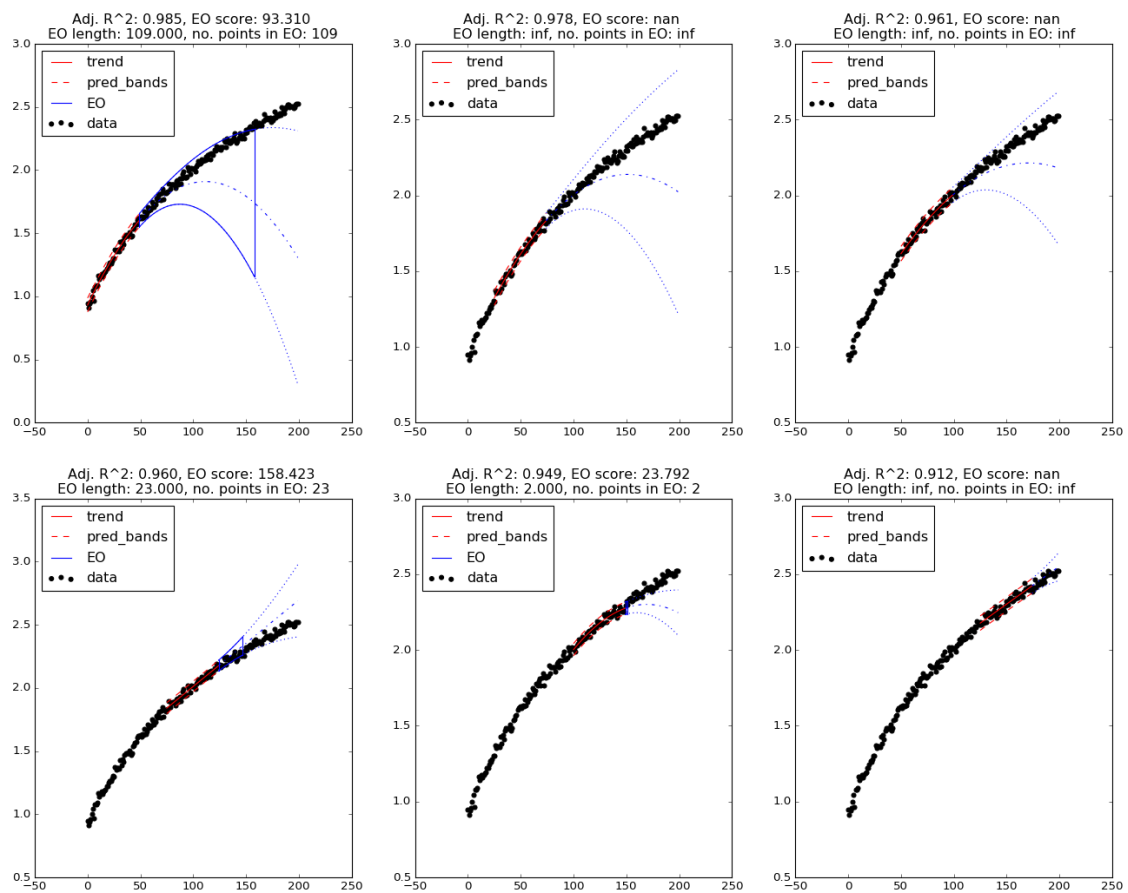 Adj. R^2: 0.985, EO score: 93.310
EO length: 109.000, no. points in EO: 109
3.0
2.5
2.0
1.5
1.0
0.5
0.0
−50
0
50
100
150
200
250
trend
pred_bands
EO
data
Adj. R^2: 0.978, EO score: nan
EO length: inf, no. points in EO: inf
3.0
2.5
2.0
1.5
1.0
0.5
−50
0
50
100
150
200
250
trend
pred_bands
data
Adj. R^2: 0.961, EO score: nan
EO length: inf, no. points in EO: inf
3.0
2.5
2.0
1.5
1.0
0.5
−50
0
50
100
150
200
250
trend
pred_bands
data
Adj. R^2: 0.960, EO score: 158.423
EO length: 23.000, no. points in EO: 23
3.5
3.0
2.5
2.0
1.5
1.0
0.5
−50
0
50
100
150
200
250
trend
pred_bands
EO
data
Adj. R^2: 0.949, EO score: 23.792
EO length: 2.000, no. points in EO: 2
3.0
2.5
2.0
1.5
1.0
0.5
−50
0
50
100
150
200
250
trend
pred_bands
EO
data
Adj. R^2: 0.912, EO score: nan
EO length: inf, no. points in EO: inf
3.0
2.5
2.0
1.5
1.0
0.5
−50
0
50
100
150
200
250
trend
pred_bands
data